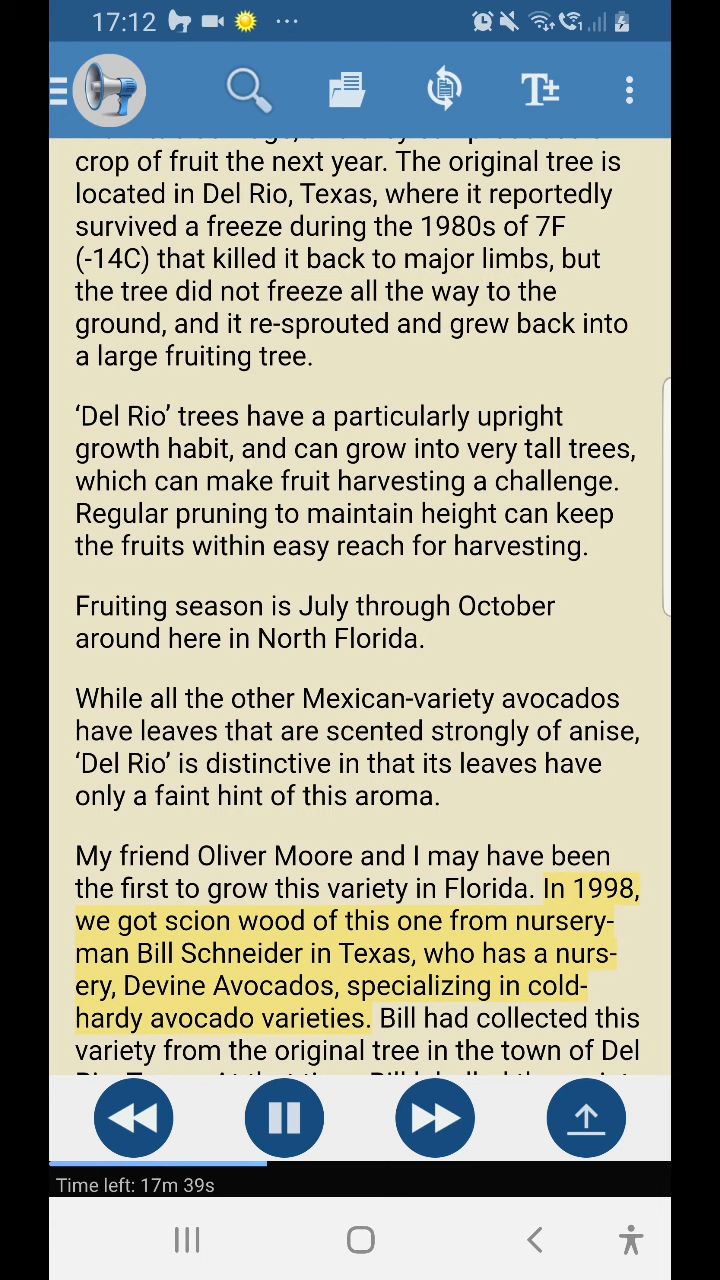 17:12
T±
crop of fruit the next year. The original tree is
located in Del Rio, Texas, where it reportedly
survived a freeze during the 1980s of 7F
(-14C) that killed it back to major limbs, but
the tree did not freeze all the way to the
ground, and it re-sprouted and grew back into
a large fruiting tree.
‘Del Rio’ trees have a particularly upright
growth habit, and can grow into very tall trees,
which can make fruit harvesting a challenge.
Regular pruning to maintain height can keep
the fruits within easy reach for harvesting.
Fruiting season is July through October
around here in North Florida.
While all the other Mexican-variety avocados
have leaves that are scented strongly of anise,
‘Del Rio’ is distinctive in that its leaves have
only a faint hint of this aroma.
My friend Oliver Moore and I may have been
the first to grow this variety in Florida. In 1998,
we got scion wood of this one from nursery-
man Bill Schneider in Texas, who has a nurs-
ery, Devine Avocados, specializing in cold-
hardy avocado varieties. Bill had collected this
variety from the original tree in the town of Del
Time left: 17m 39s